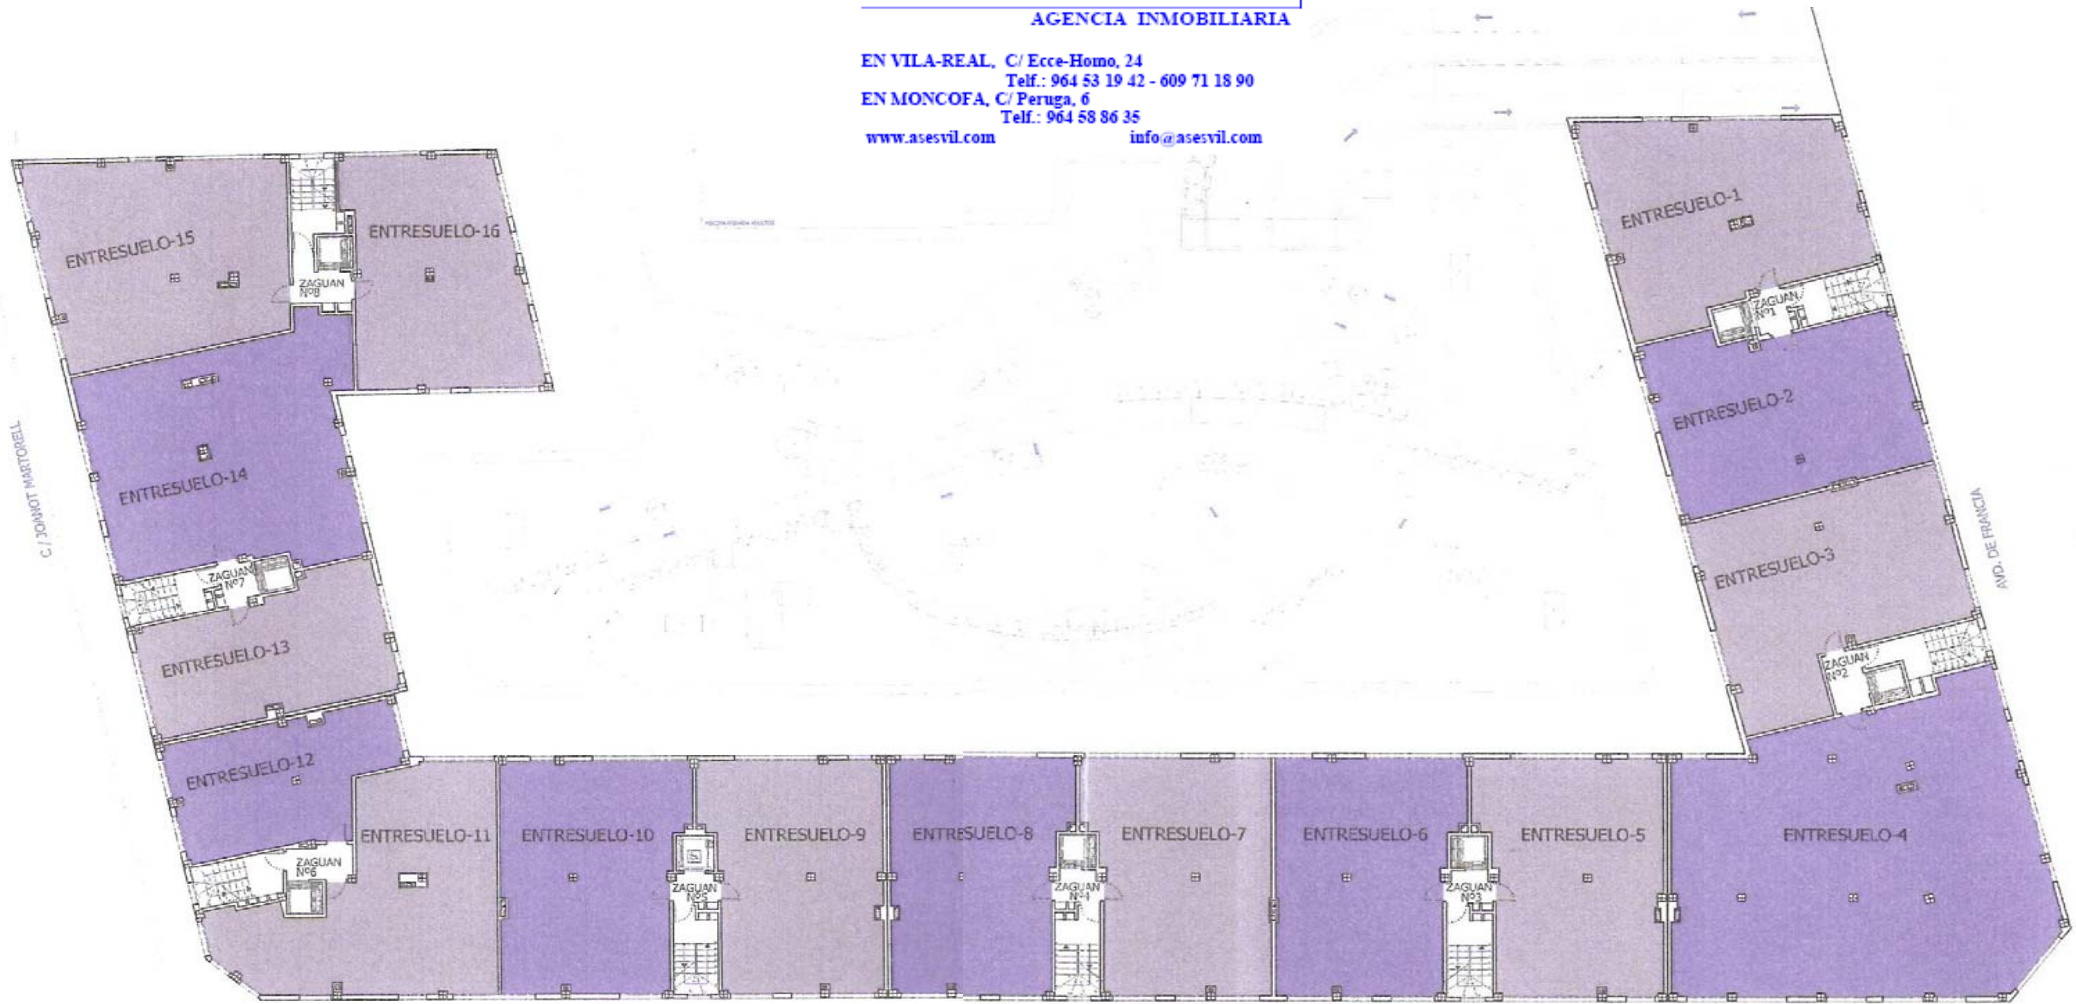 AGENCIA INMOBILIARIA
EN VILA-REAL, C/ Ecce-Homo, 24
Telf.: 964 53 19 42 - 609 71 18 90
EN MONCOFA, C/ Peruga, 6
Telf.: 964 58 86 35
www.asesvil.com info@asesvil.com
ENTRESUELO-15
ENTRESUELO-16
ZAGUAN
Nº8
ENTRESUELO-14
C/ JOANOT MARTORELL
ZAGUAN
Nº7
ENTRESUELO-13
ENTRESUELO-12
ZAGUAN
Nº6
ENTRESUELO-11
ENTRESUELO-10
ZAGUAN
Nº5
ENTRESUELO-9
ENTRESUELO-8
ZAGUAN
Nº4
ENTRESUELO-7
ENTRESUELO-6
ZAGUAN
Nº3
ENTRESUELO-5
ENTRESUELO-4
ENTRESUELO-1
ZAGUAN
Nº1
ENTRESUELO-2
ENTRESUELO-3
ZAGUAN
Nº2
AVD. DE FRANCIA